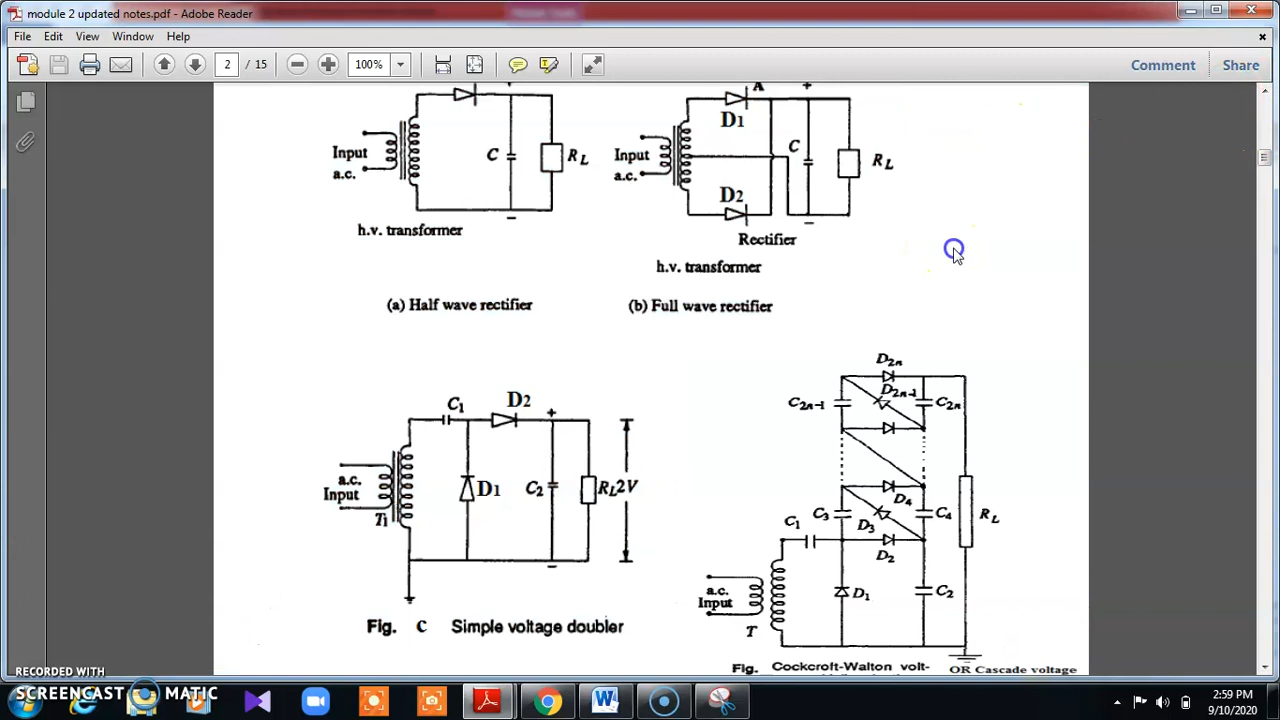 module 2 updated notes.pdf - Adobe Reader
File Edit View Window Help
2 / 15 100% Comment Share
A +
D1
Input
a.c.
C
RL
Input
a.c.
C
RL
D2
−
h.v. transformer
−
Rectifier
h.v. transformer
(a) Half wave rectifier
(b) Full wave rectifier
C1
D2
+
a.c.
Input
T1
D1
C2
RL
2V
−
Fig. C Simple voltage doubler
D2n
C2n−1
D2n−1
C2n
D4
C3
D3
C4
RL
C1
D2
a.c.
Input
T
D1
C2
Fig. Cockcroft-Walton volt-
OR Cascade voltage
RECORDED WITH
SCREENCAST MATIC
2:59 PM
9/10/2020